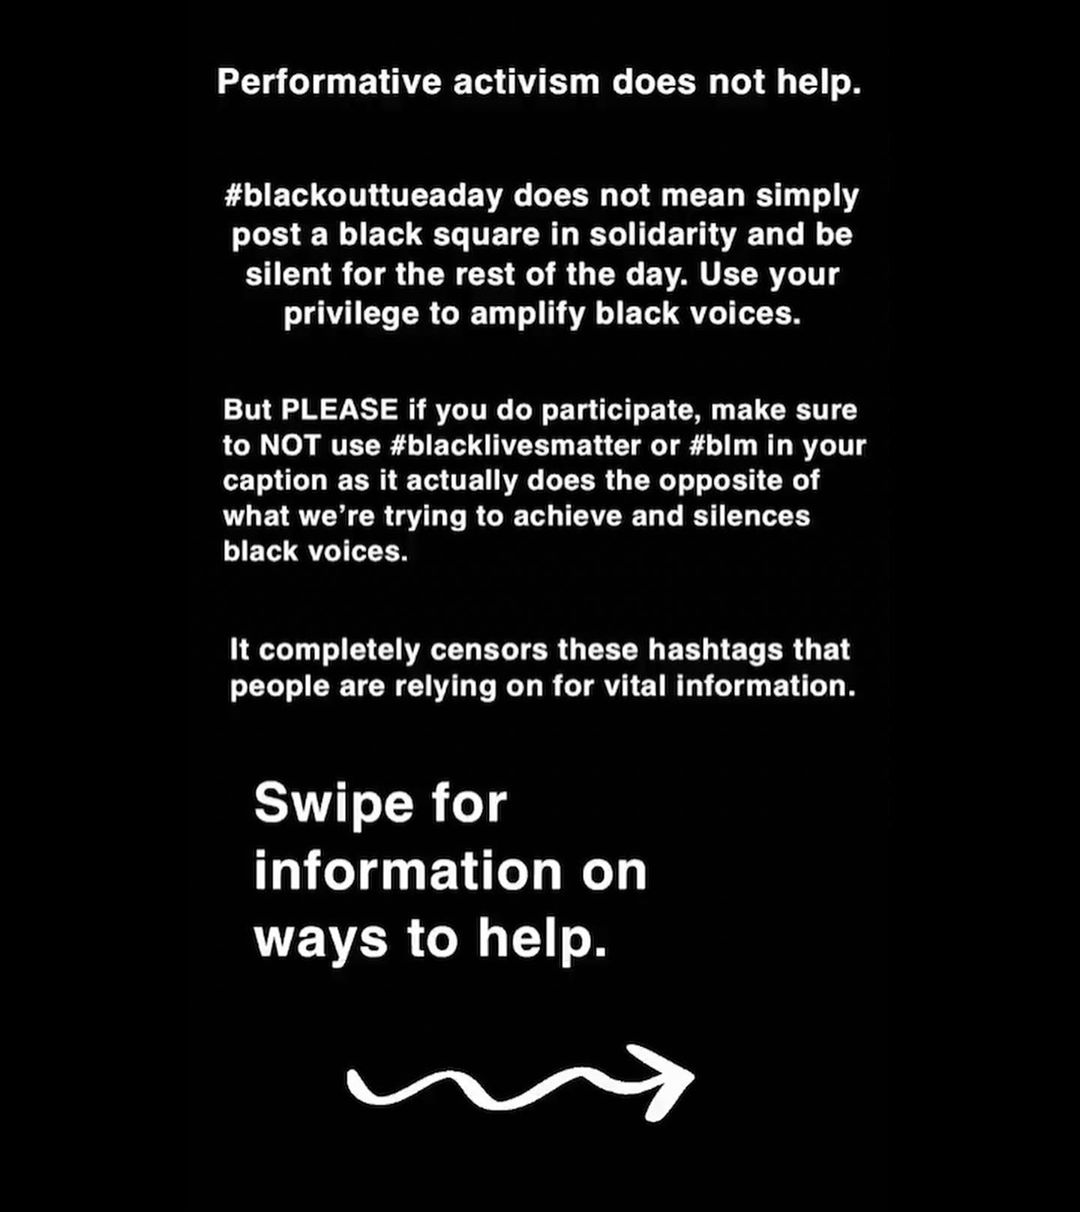 Performative activism does not help.
#blackouttueaday does not mean simply
post a black square in solidarity and be
silent for the rest of the day. Use your
privilege to amplify black voices.
But PLEASE if you do participate, make sure
to NOT use #blacklivesmatter or #blm in your
caption as it actually does the opposite of
what we're trying to achieve and silences
black voices.
It completely censors these hashtags that
people are relying on for vital information.
Swipe for
information on
ways to help.